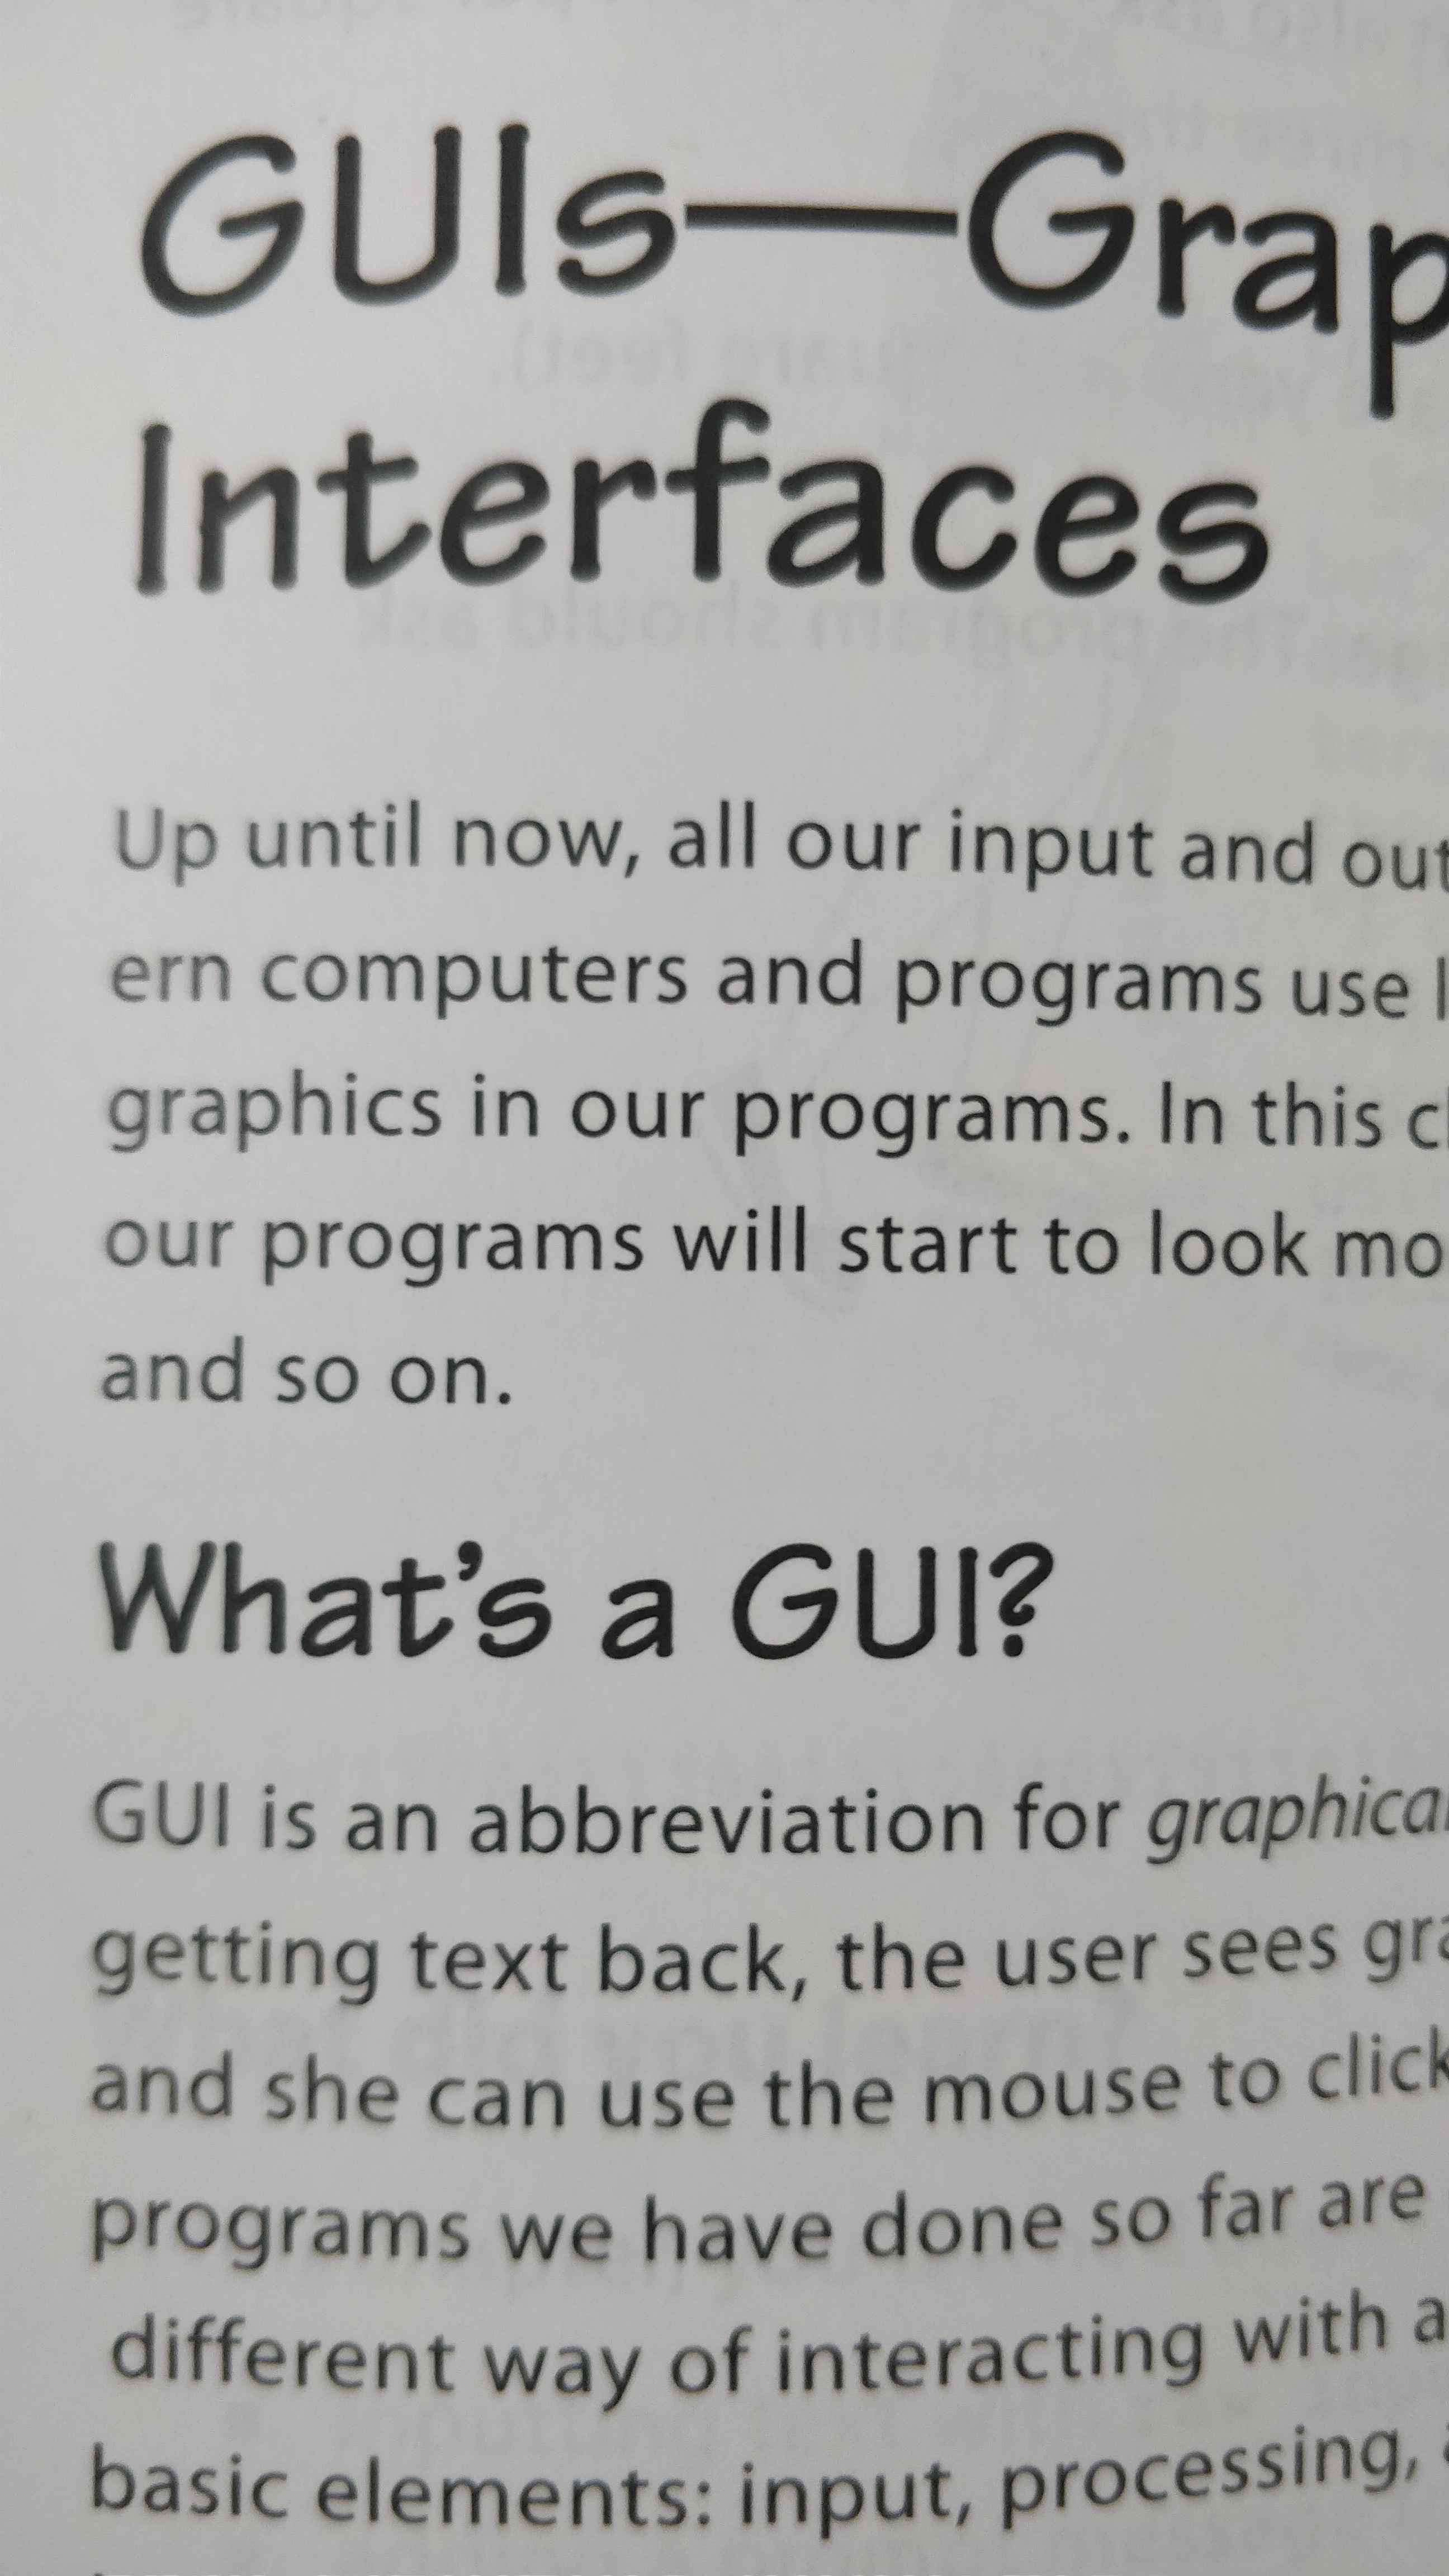 GUIs—Grap
Interfaces
Up until now, all our input and out
ern computers and programs use l
graphics in our programs. In this c
our programs will start to look mo
and so on.
What's a GUI?
GUI is an abbreviation for graphical
getting text back, the user sees gra
and she can use the mouse to click
programs we have done so far are
different way of interacting with a
basic elements: input, processing,